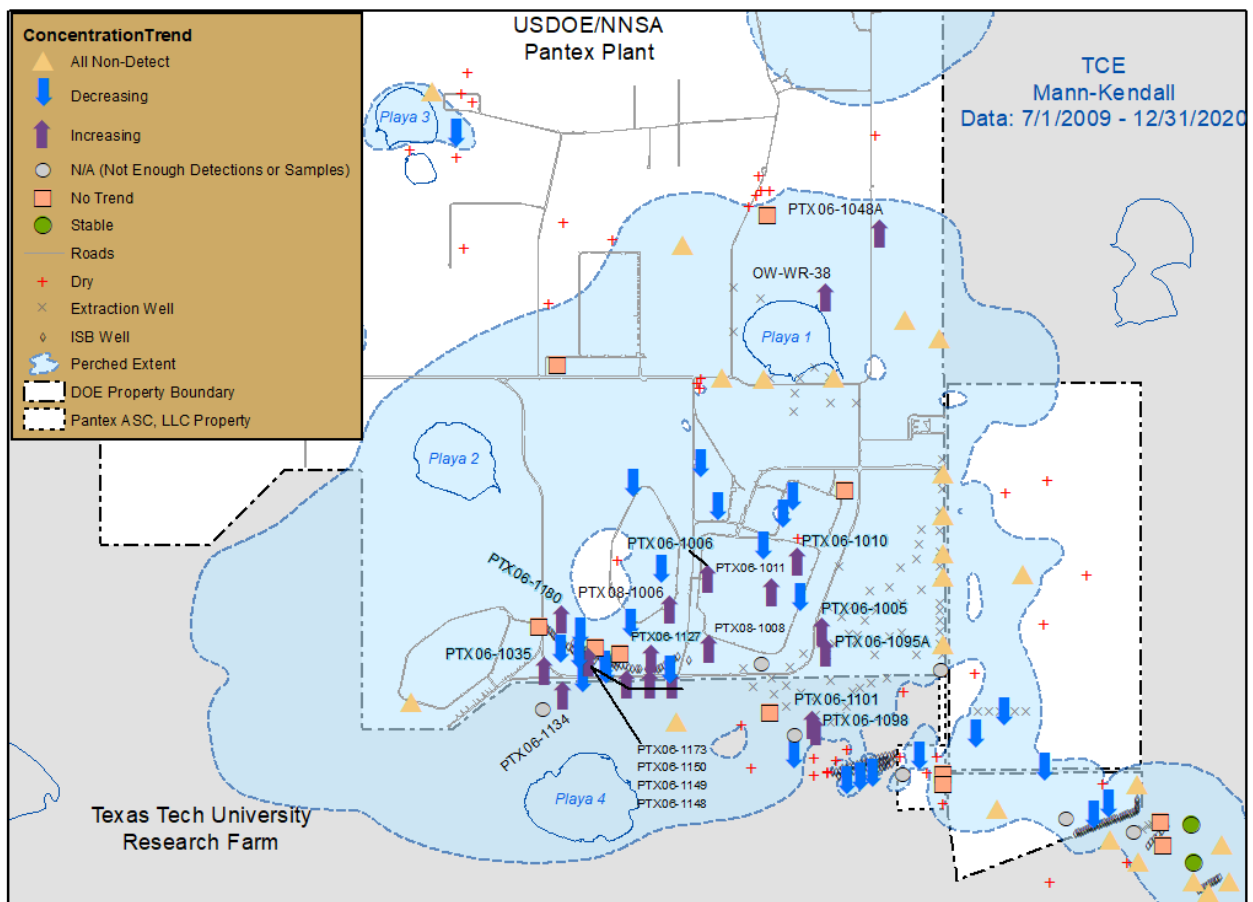 ConcentrationTrend
All Non-Detect
Decreasing
Increasing
N/A (Not Enough Detections or Samples)
No Trend
Stable
Roads
Dry
Extraction Well
ISB Well
Perched Extent
DOE Property Boundary
Pantex ASC, LLC Property
USDOE/NNSA
Pantex Plant
TCE
Mann-Kendall
Data: 7/1/2009 - 12/31/2020
Playa 3
PTX06-1048A
OW-WR-38
Playa 1
Playa 2
PTX06-1006
PTX06-1010
PTX06-1011
PTX06-1180
PTX08-1006
PTX06-1005
PTX06-1127
PTX08-1008
PTX06-1095A
PTX06-1035
PTX06-1101
PTX06-1098
PTX06-1134
PTX06-1173
PTX06-1150
PTX06-1149
PTX06-1148
Playa 4
Texas Tech University
Research Farm